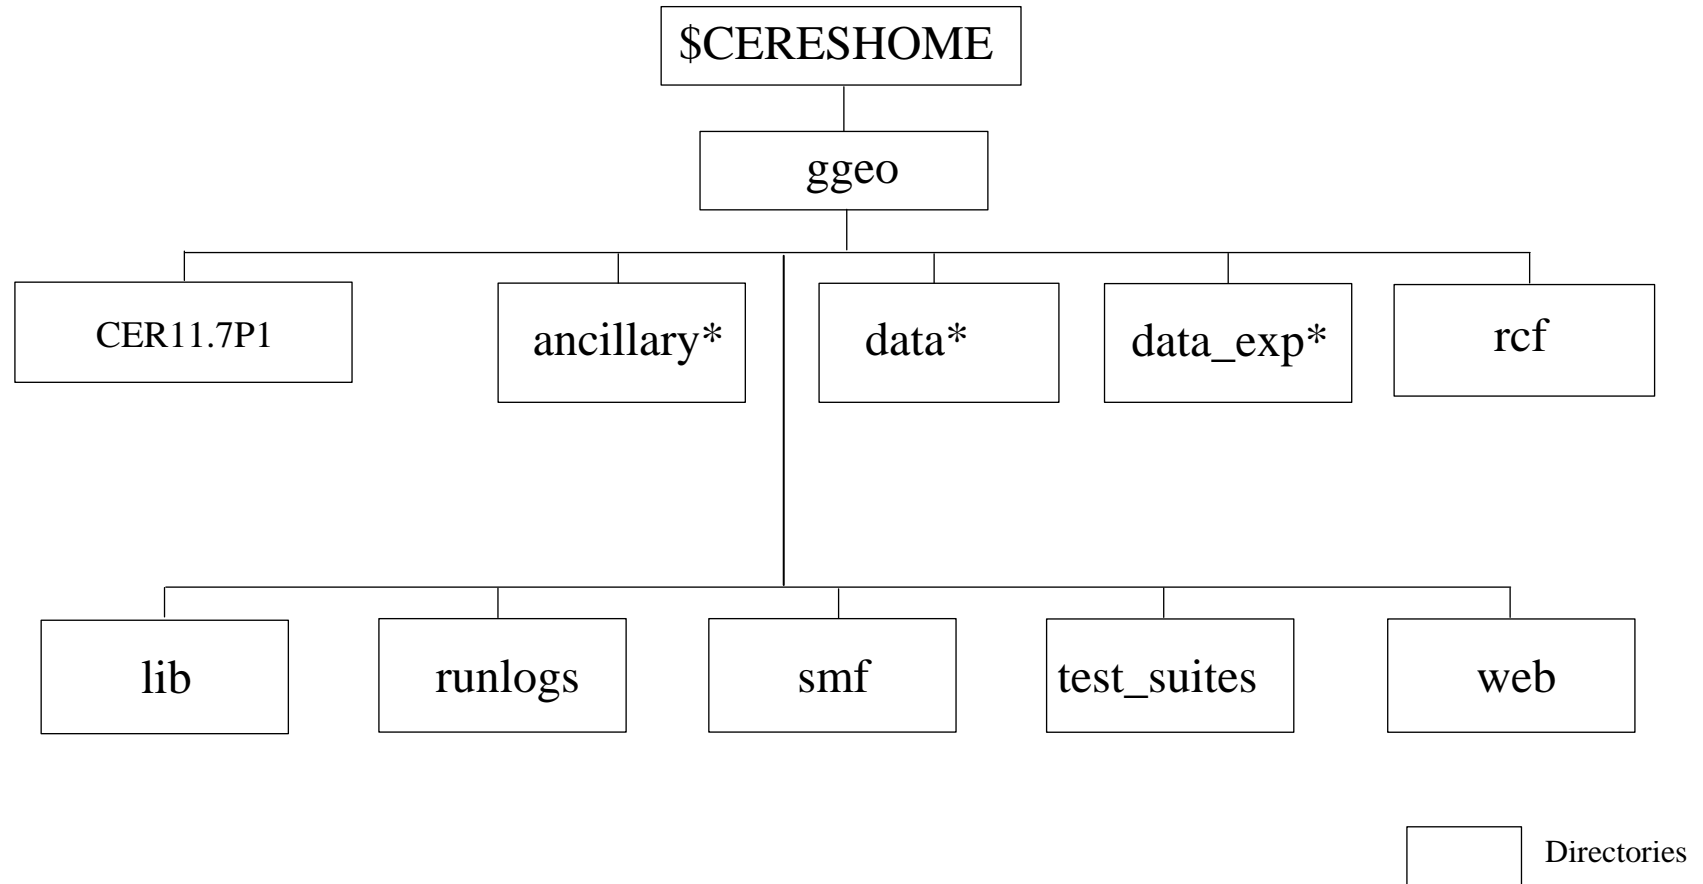 $CERESHOME
ggeo
CER11.7P1
ancillary*
data*
data_exp*
rcf
lib
runlogs
smf
test_suites
web
Directories